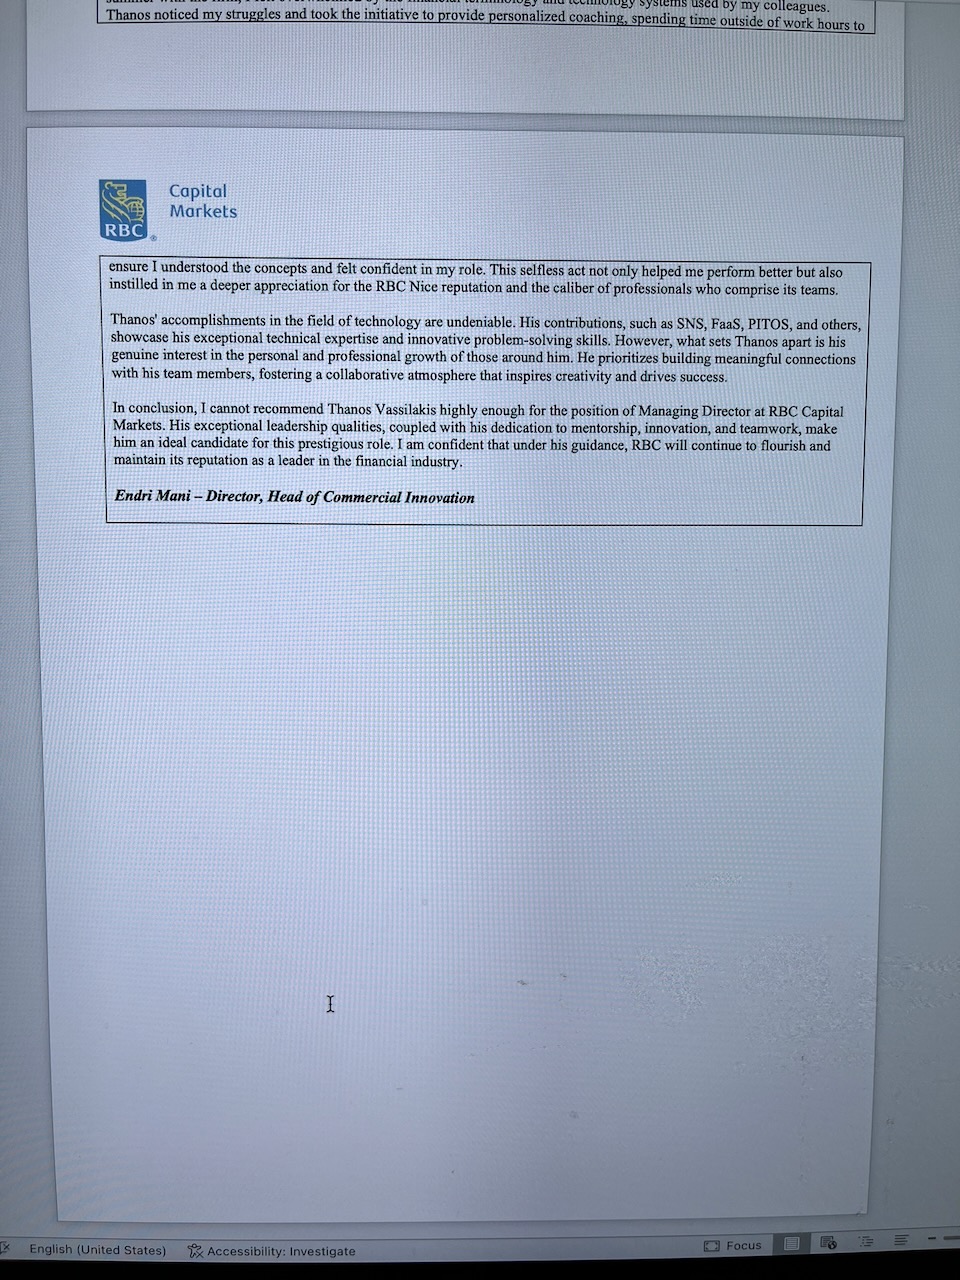 technology systems used by my colleagues.
Thanos noticed my struggles and took the initiative to provide personalized coaching, spending time outside of work hours to
Capital
Markets
RBC
®
ensure I understood the concepts and felt confident in my role. This selfless act not only helped me perform better but also
instilled in me a deeper appreciation for the RBC Nice reputation and the caliber of professionals who comprise its teams.
Thanos' accomplishments in the field of technology are undeniable. His contributions, such as SNS, FaaS, PITOS, and others,
showcase his exceptional technical expertise and innovative problem-solving skills. However, what sets Thanos apart is his
genuine interest in the personal and professional growth of those around him. He prioritizes building meaningful connections
with his team members, fostering a collaborative atmosphere that inspires creativity and drives success.
In conclusion, I cannot recommend Thanos Vassilakis highly enough for the position of Managing Director at RBC Capital
Markets. His exceptional leadership qualities, coupled with his dedication to mentorship, innovation, and teamwork, make
him an ideal candidate for this prestigious role. I am confident that under his guidance, RBC will continue to flourish and
maintain its reputation as a leader in the financial industry.
Endri Mani – Director, Head of Commercial Innovation
English (United States)
Accessibility: Investigate
Focus